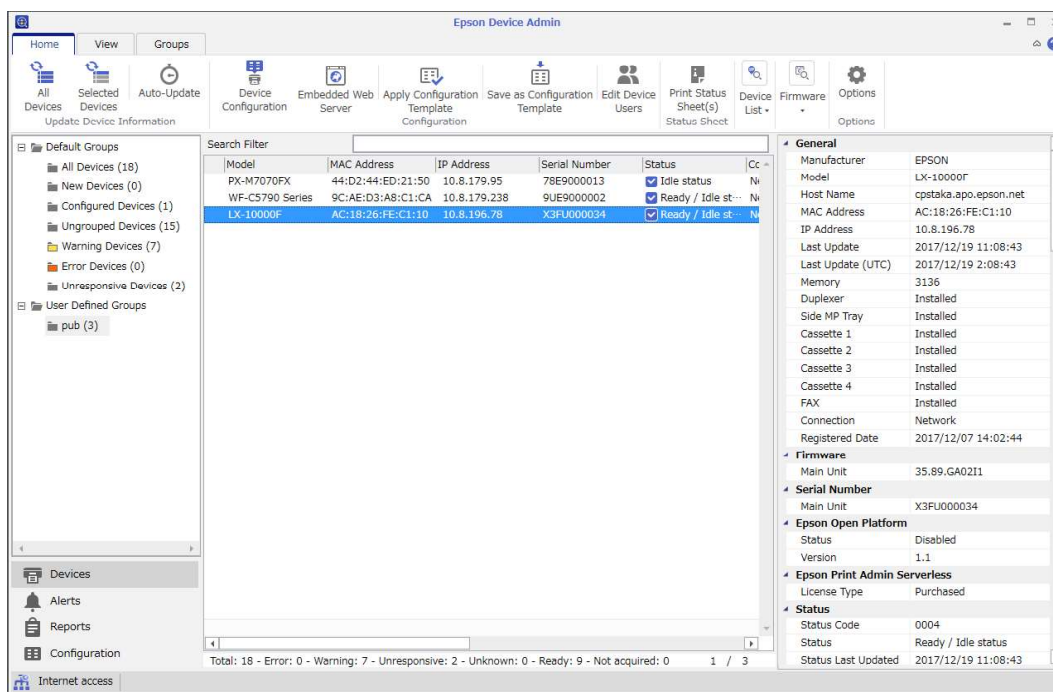 Epson Device Admin
Home View Groups
All Devices
Selected Devices
Auto-Update
Update Device Information
Device Configuration
Embedded Web Server
Apply Configuration Template
Save as Configuration Template
Edit Device Users
Configuration
Print Status Sheet(s)
Status Sheet
Device List
Firmware
Options
Options
Default Groups
All Devices (18)
New Devices (0)
Configured Devices (1)
Ungrouped Devices (15)
Warning Devices (7)
Error Devices (0)
Unresponsive Devices (2)
User Defined Groups
pub (3)
Devices
Alerts
Reports
Configuration
Search Filter
Model MAC Address IP Address Serial Number Status Cc
PX-M7070FX 44:D2:44:ED:21:50 10.8.179.95 78E9000013 Idle status
WF-C5790 Series 9C:AE:D3:A8:C1:CA 10.8.179.238 9UE9000002 Ready / Idle st···
LX-10000F AC:18:26:FE:C1:10 10.8.196.78 X3FU000034 Ready / Idle st···
Total: 18 - Error: 0 - Warning: 7 - Unresponsive: 2 - Unknown: 0 - Ready: 9 - Not acquired: 0 1 / 3
General
Manufacturer EPSON
Model LX-10000F
Host Name cpstaka.apo.epson.net
MAC Address AC:18:26:FE:C1:10
IP Address 10.8.196.78
Last Update 2017/12/19 11:08:43
Last Update (UTC) 2017/12/19 2:08:43
Memory 3136
Duplexer Installed
Side MP Tray Installed
Cassette 1 Installed
Cassette 2 Installed
Cassette 3 Installed
Cassette 4 Installed
FAX Installed
Connection Network
Registered Date 2017/12/07 14:02:44
Firmware
Main Unit 35.89.GA02I1
Serial Number
Main Unit X3FU000034
Epson Open Platform
Status Disabled
Version 1.1
Epson Print Admin Serverless
License Type Purchased
Status
Status Code 0004
Status Ready / Idle status
Status Last Updated 2017/12/19 11:08:43
Internet access